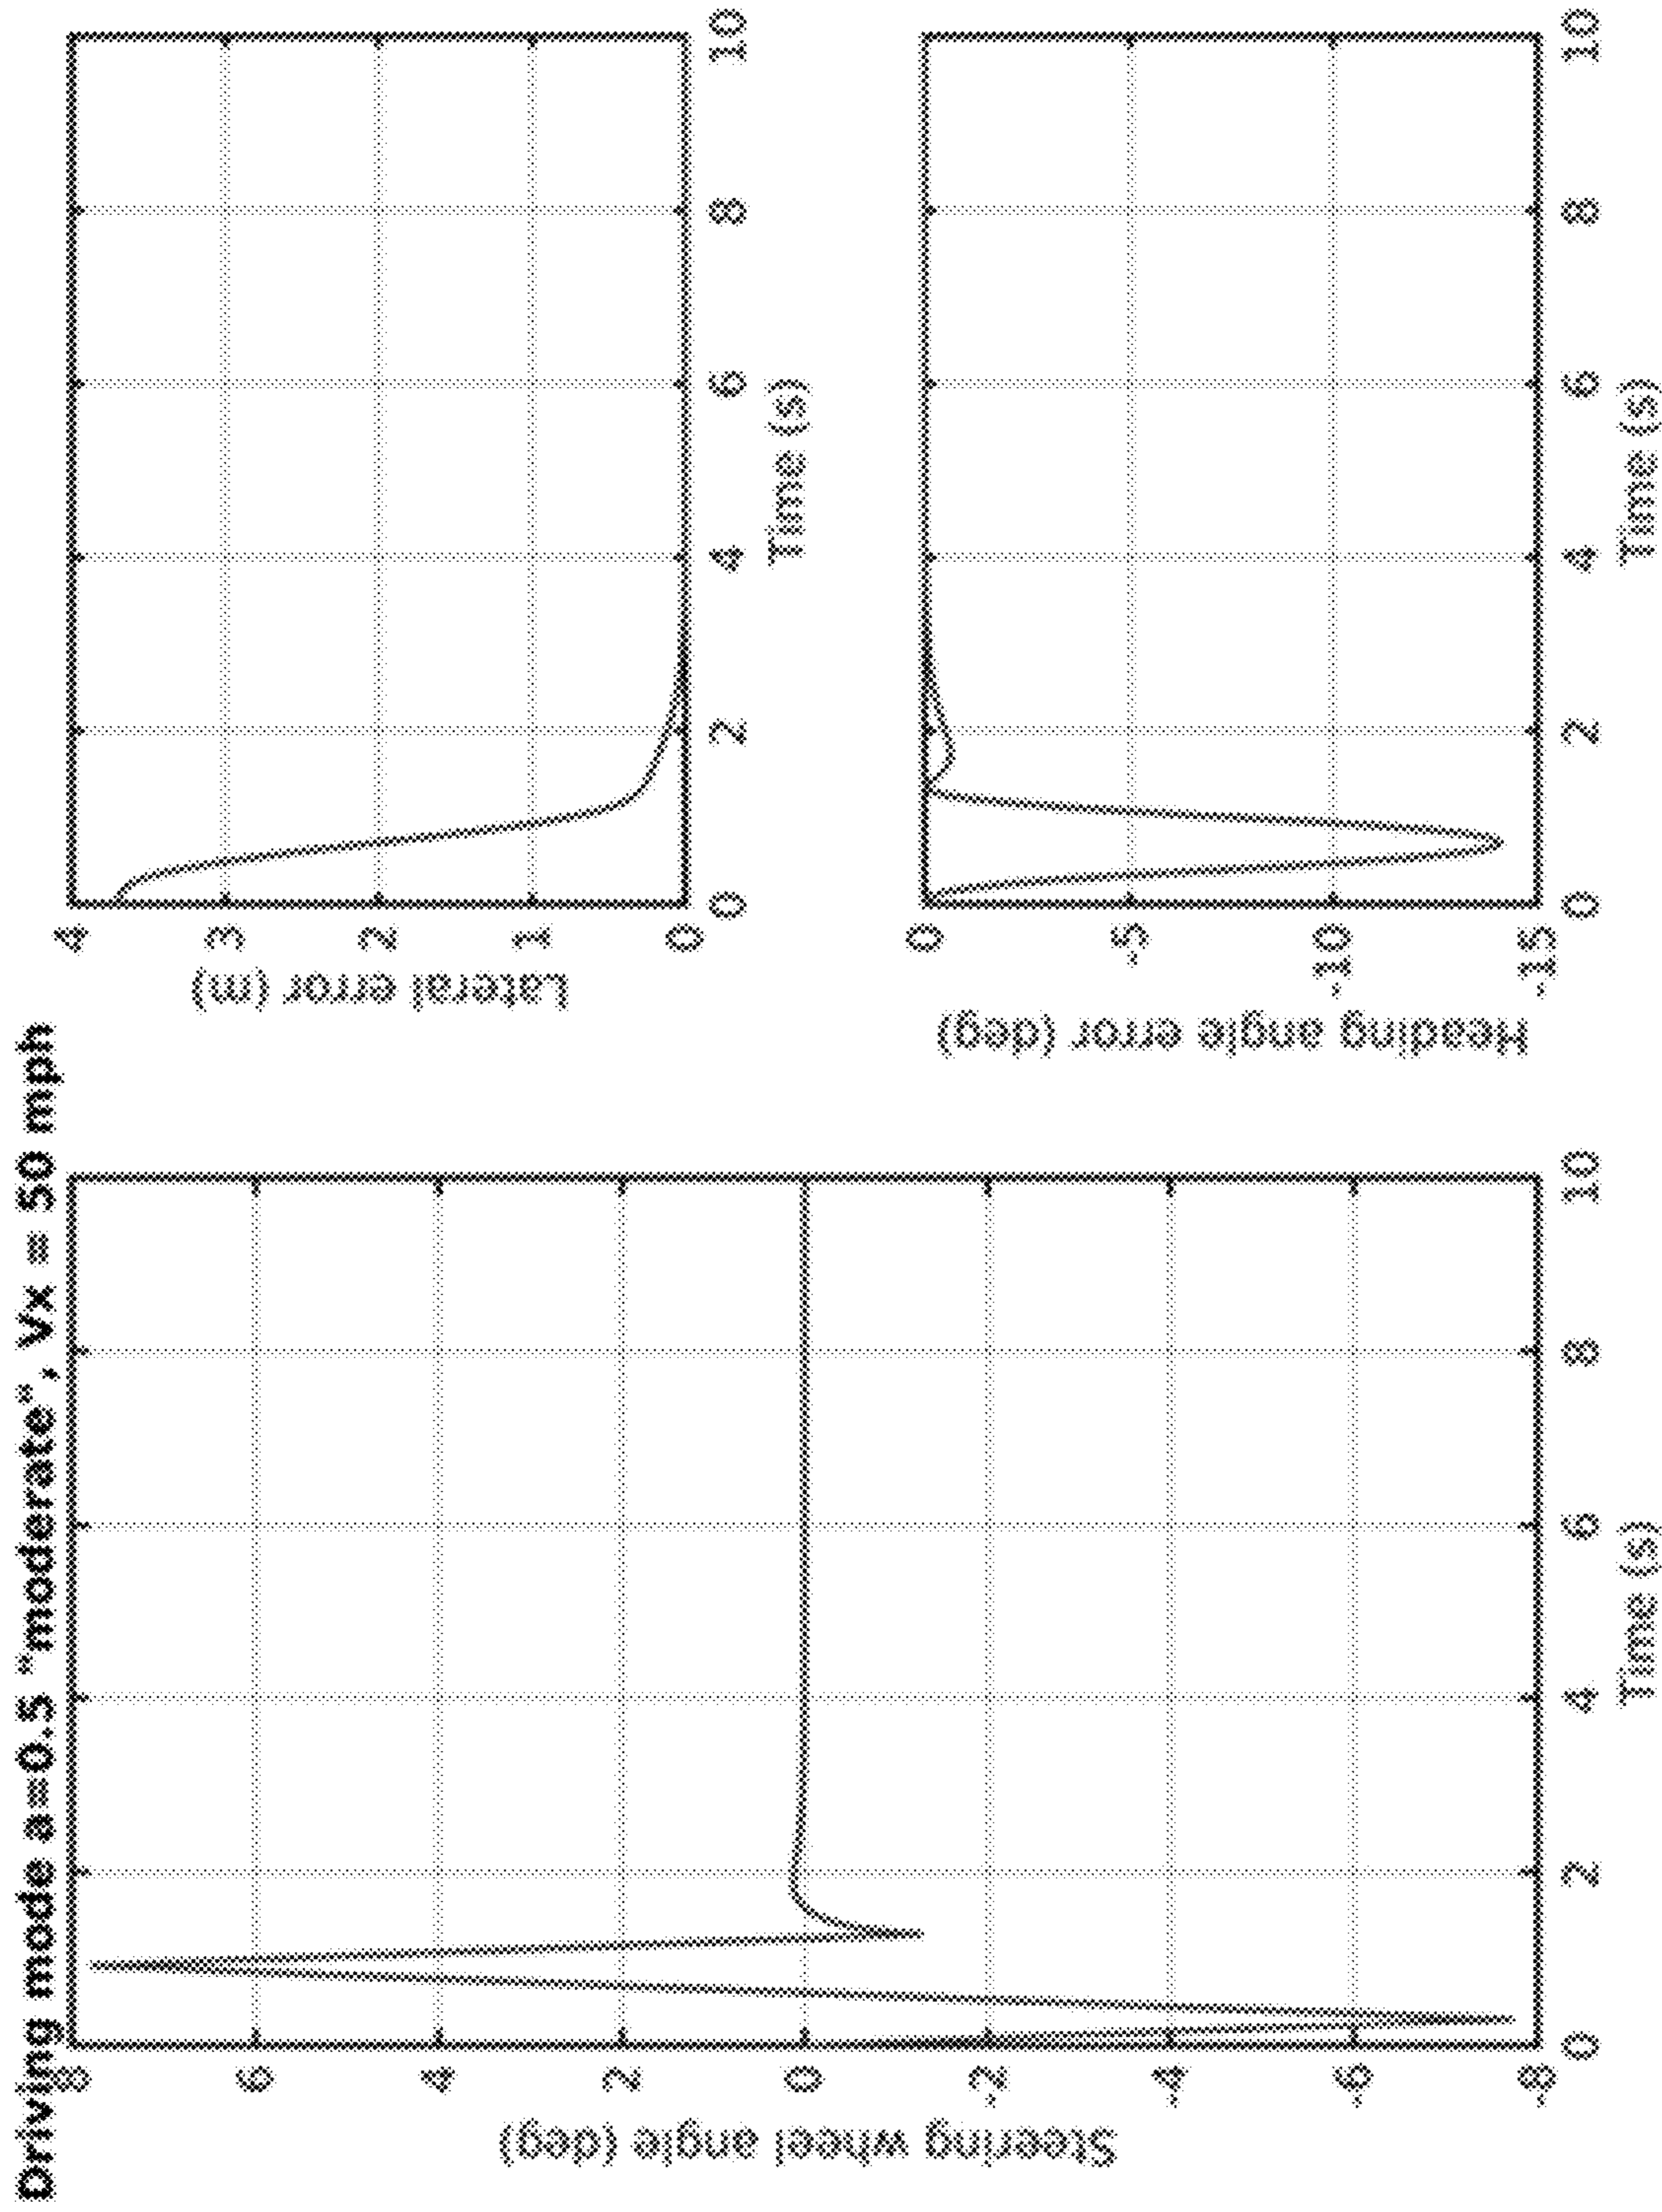 Driving mode a=0.5 "moderate", Vx = 50 mph
Steering wheel angle (deg)
8
6
4
2
0
-2
-4
-6
-8
0 2 4 6 8 10
Time (s)
Lateral error (m)
4
3
2
1
0
0 2 4 6 8 10
Time (s)
Heading angle error (deg)
0
-5
-10
-15
0 2 4 6 8 10
Time (s)